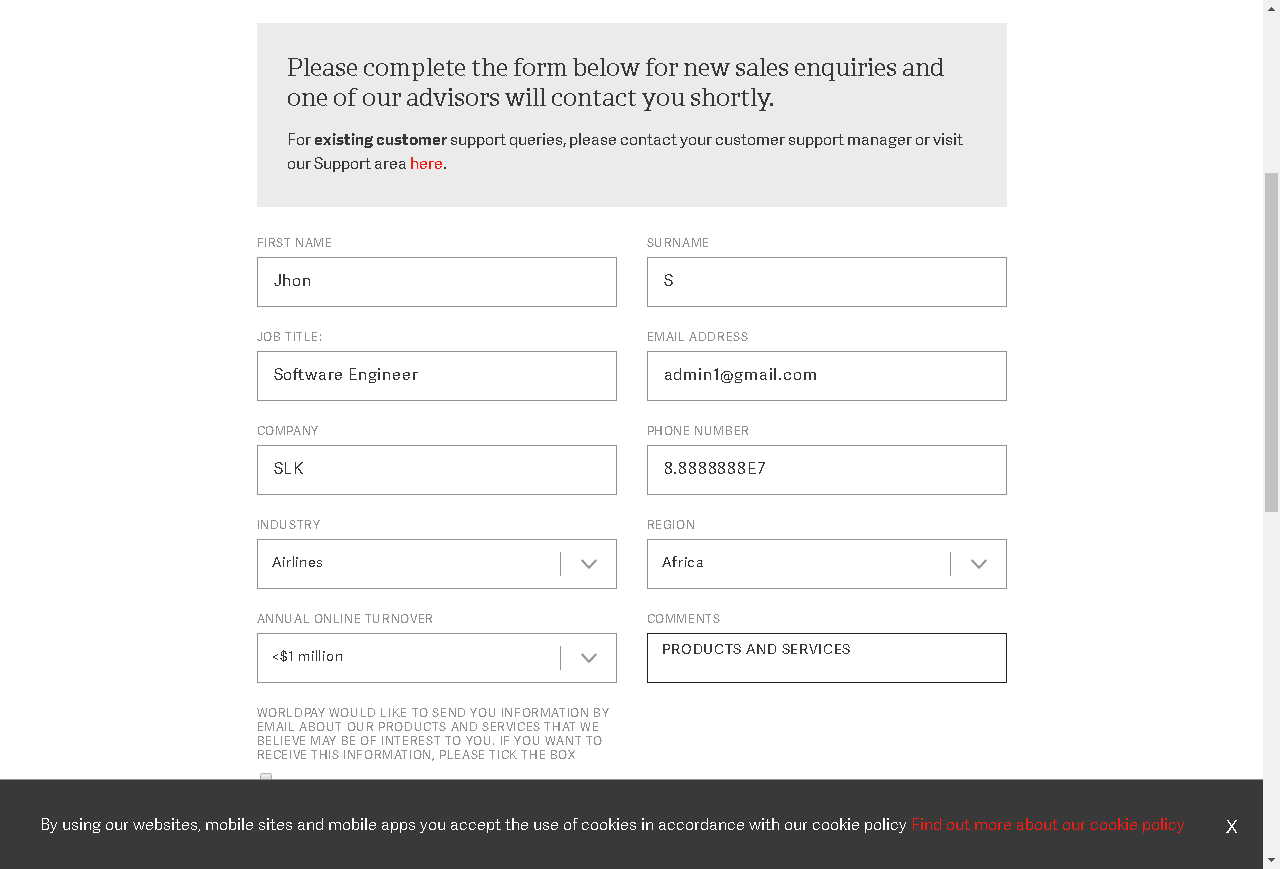 Please complete the form below for new sales enquiries and
one of our advisors will contact you shortly.
For existing customer support queries, please contact your customer support manager or visit
our Support area here.
FIRST NAME
SURNAME
Jhon
S
JOB TITLE:
EMAIL ADDRESS
Software Engineer
admin1@gmail.com
COMPANY
PHONE NUMBER
SLK
8.8888888E7
INDUSTRY
REGION
Airlines
Africa
ANNUAL ONLINE TURNOVER
COMMENTS
<$1 million
PRODUCTS AND SERVICES
WORLDPAY WOULD LIKE TO SEND YOU INFORMATION BY
EMAIL ABOUT OUR PRODUCTS AND SERVICES THAT WE
BELIEVE MAY BE OF INTEREST TO YOU. IF YOU WANT TO
RECEIVE THIS INFORMATION, PLEASE TICK THE BOX
By using our websites, mobile sites and mobile apps you accept the use of cookies in accordance with our cookie policy Find out more about our cookie policy
X